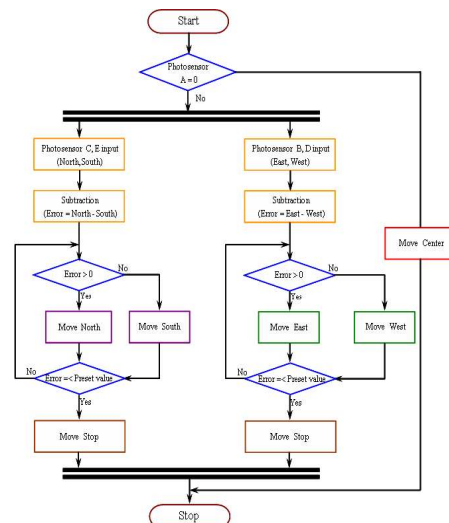 Start
Photosensor
A = 0
No
Photosensor C, E input
(North, South)
Photosensor B, D input
(East, West)
Subtraction
(Error = North - South)
Subtraction
(Error = East - West)
Move Center
Error > 0
No
Yes
Error > 0
No
Yes
Move North
Move South
Move East
Move West
No
Error =< Preset value
Yes
No
Error =< Preset value
Yes
Move Stop
Move Stop
Stop